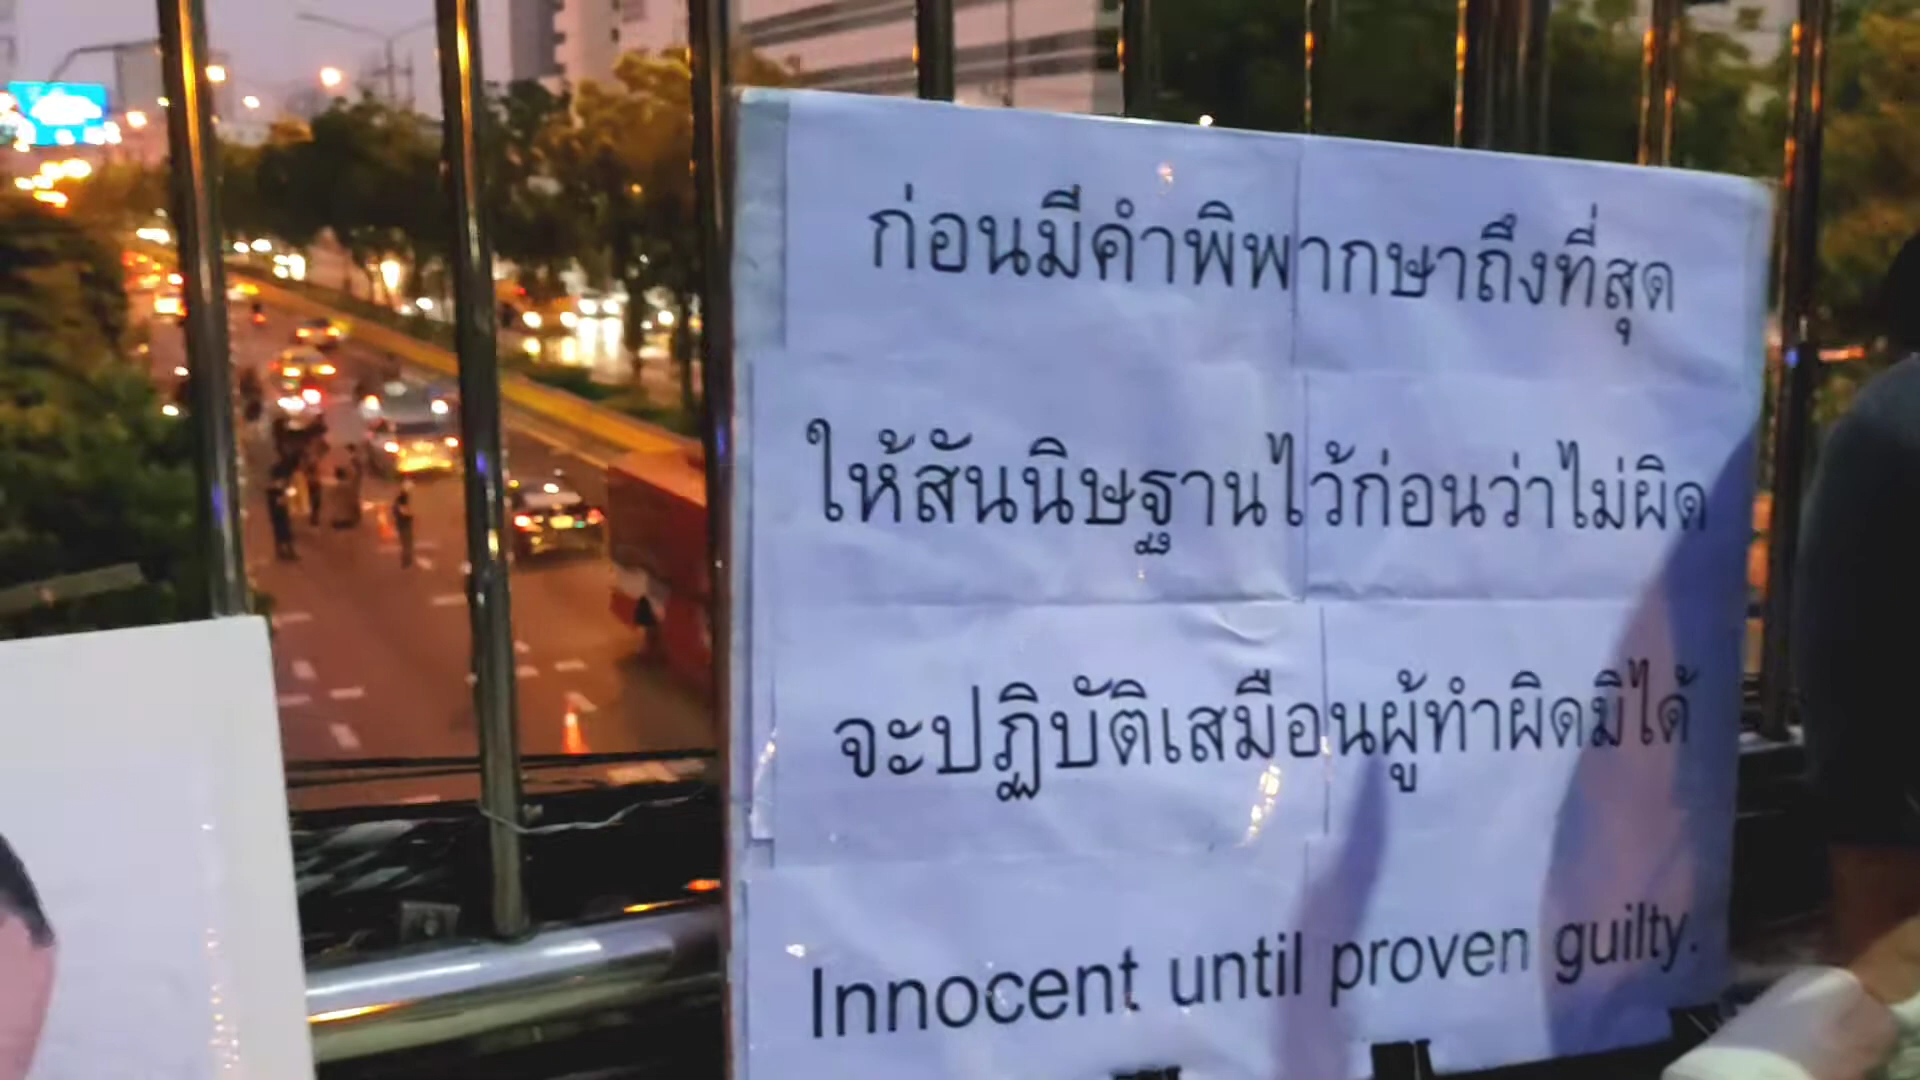 ก่อนมีคำพิพากษาถึงที่สุด
ให้สันนิษฐานไว้ก่อนว่าไม่ผิด
จะปฏิบัติเสมือนผู้ทำผิดมิได้
Innocent until proven guilty.